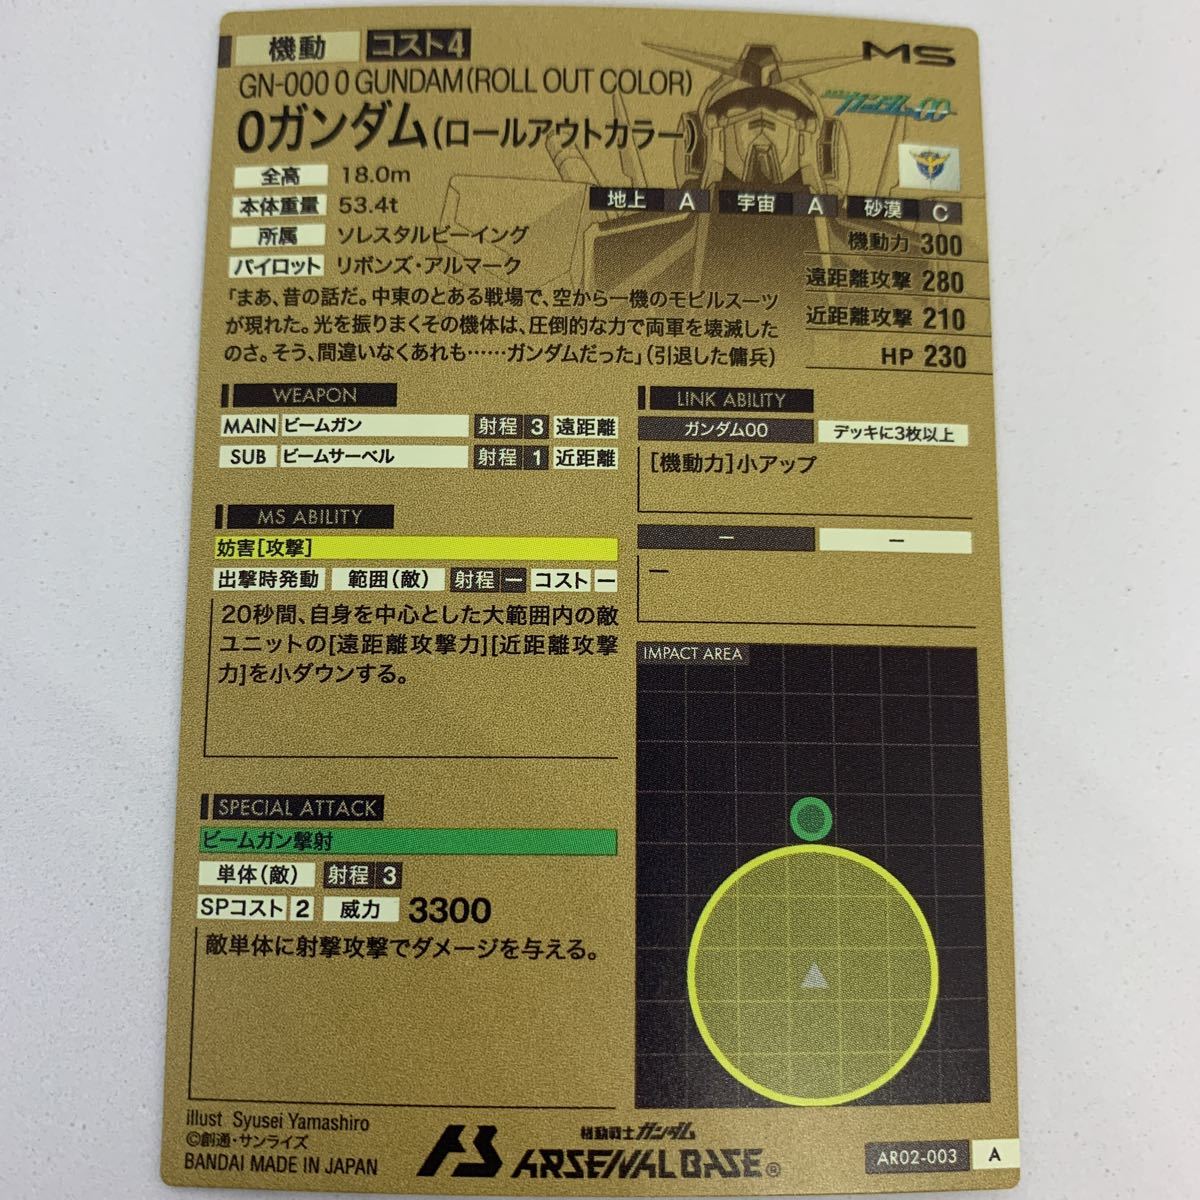 機動 コスト4 MS
GN-000 0 GUNDAM(ROLL OUT COLOR)
0ガンダム(ロールアウトカラー)
ガンダム00
全高 18.0m
本体重量 53.4t
所属 ソレスタルビーイング
パイロット リボンズ・アルマーク
地上 A 宇宙 A 砂漠 C
機動力 300
遠距離攻撃 280
近距離攻撃 210
HP 230
「まあ、昔の話だ。中東のとある戦場で、空から一機のモビルスーツ
が現れた。光を振りまくその機体は、圧倒的な力で両軍を壊滅した
のさ。そう、間違いなくあれも……ガンダムだった」(引退した傭兵)
WEAPON
MAIN ビームガン 射程 3 遠距離
SUB ビームサーベル 射程 1 近距離
LINK ABILITY
ガンダム00 デッキに3枚以上
[機動力]小アップ
ー ー
ー
MS ABILITY
妨害[攻撃]
出撃時発動 範囲(敵) 射程 ー コスト ー
20秒間、自身を中心とした大範囲内の敵
ユニットの[遠距離攻撃力][近距離攻撃
力]を小ダウンする。
IMPACT AREA
SPECIAL ATTACK
ビームガン撃射
単体(敵) 射程 3
SPコスト 2 威力 3300
敵単体に射撃攻撃でダメージを与える。
illust Syusei Yamashiro
©創通・サンライズ
BANDAI MADE IN JAPAN
AB
機動戦士ガンダム
ARSENAL BASE®
AR02-003 A